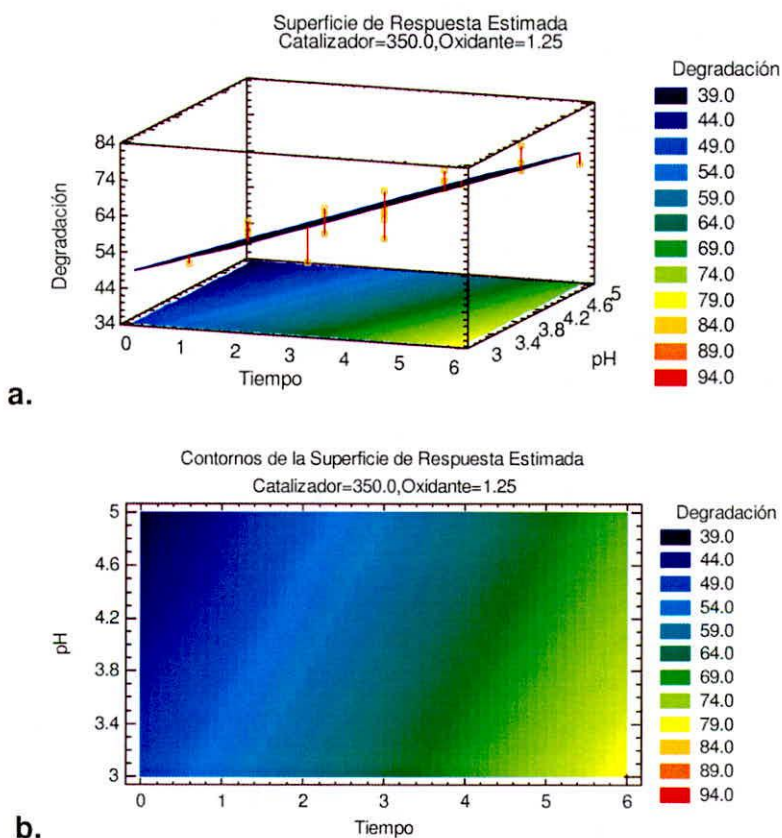 Superficie de Respuesta Estimada
Catalizador=350.0,Oxidante=1.25
Degradación
39.0
44.0
49.0
54.0
59.0
64.0
69.0
74.0
79.0
84.0
89.0
94.0
84
74
64
54
44
34
Degradación
0 1 2 3 4 5 6
Tiempo
3 3.4 3.8 4.2 4.6 5
pH
a.
Contornos de la Superficie de Respuesta Estimada
Catalizador=350.0,Oxidante=1.25
Degradación
39.0
44.0
49.0
54.0
59.0
64.0
69.0
74.0
79.0
84.0
89.0
94.0
5
4.6
4.2
3.8
3.4
3
pH
0 1 2 3 4 5 6
Tiempo
b.